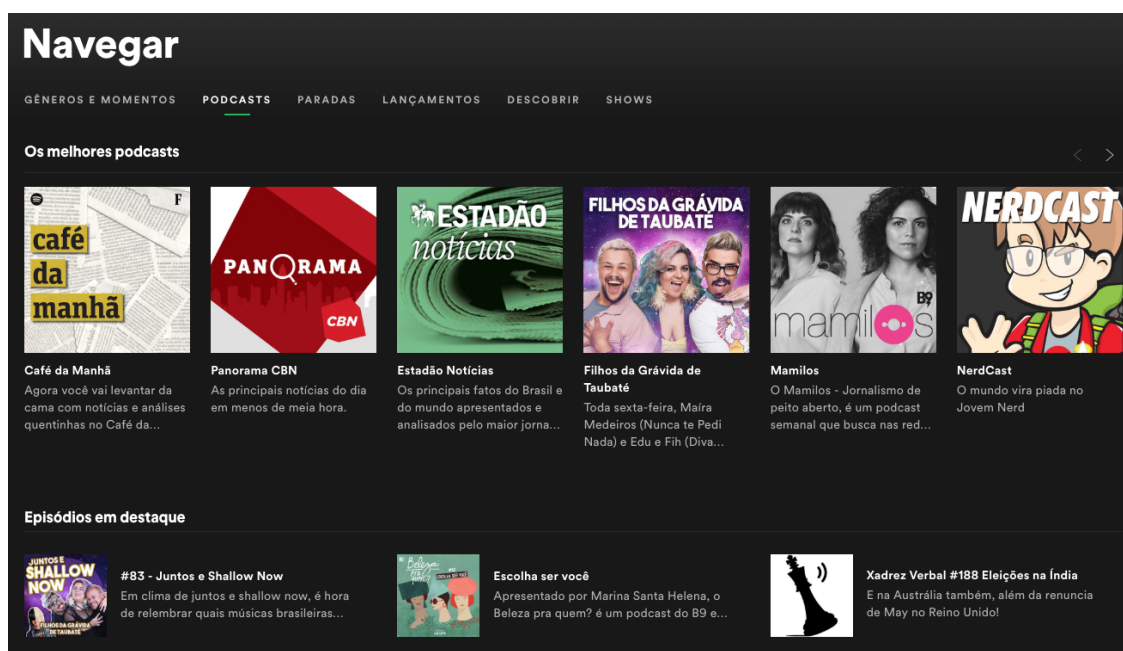 Navegar
GÊNEROS E MOMENTOS PODCASTS PARADAS LANÇAMENTOS DESCOBRIR SHOWS
Os melhores podcasts
F
café
da
manhã
PANORAMA
CBN
ESTADÃO
notícias
FILHOS DA GRÁVIDA
DE TAUBATÉ
B9
mamilos
NERDCAST
Café da Manhã
Agora você vai levantar da
cama com notícias e análises
quentinhas no Café da...
Panorama CBN
As principais notícias do dia
em menos de meia hora.
Estadão Notícias
Os principais fatos do Brasil e
do mundo apresentados e
analisados pelo maior jorna...
Filhos da Grávida de
Taubaté
Toda sexta-feira, Maíra
Medeiros (Nunca te Pedi
Nada) e Edu e Fih (Diva...
Mamilos
O Mamilos - Jornalismo de
peito aberto, é um podcast
semanal que busca nas red...
NerdCast
O mundo vira piada no
Jovem Nerd
Episódios em destaque
JUNTOS E
SHALLOW
NOW
FILHOS DA GRÁVIDA
DE TAUBATÉ
#83 - Juntos e Shallow Now
Em clima de juntos e shallow now, é hora
de relembrar quais músicas brasileiras...
Beleza
pra
quem?
ESCOLHA SER VOCÊ
Escolha ser você
Apresentado por Marina Santa Helena, o
Beleza pra quem? é um podcast do B9 e...
Xadrez Verbal #188 Eleições na Índia
E na Austrália também, além da renuncia
de May no Reino Unido!